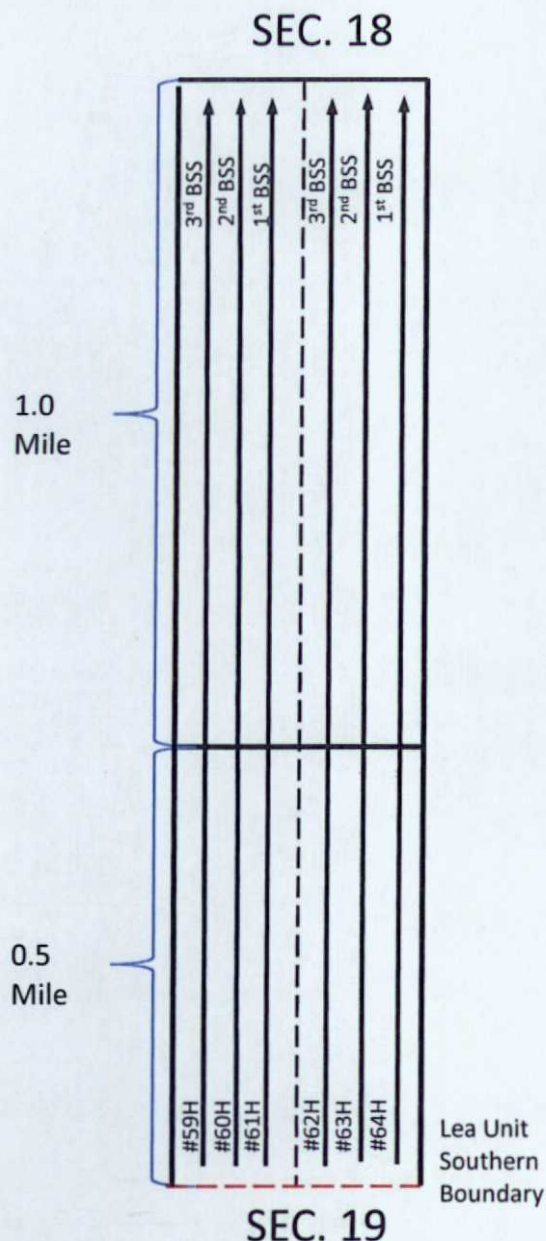 SEC. 18
3rd BSS
2nd BSS
1st BSS
3rd BSS
2nd BSS
1st BSS
1.0
Mile
0.5
Mile
#59H
#60H
#61H
#62H
#63H
#64H
Lea Unit
Southern
Boundary
SEC. 19